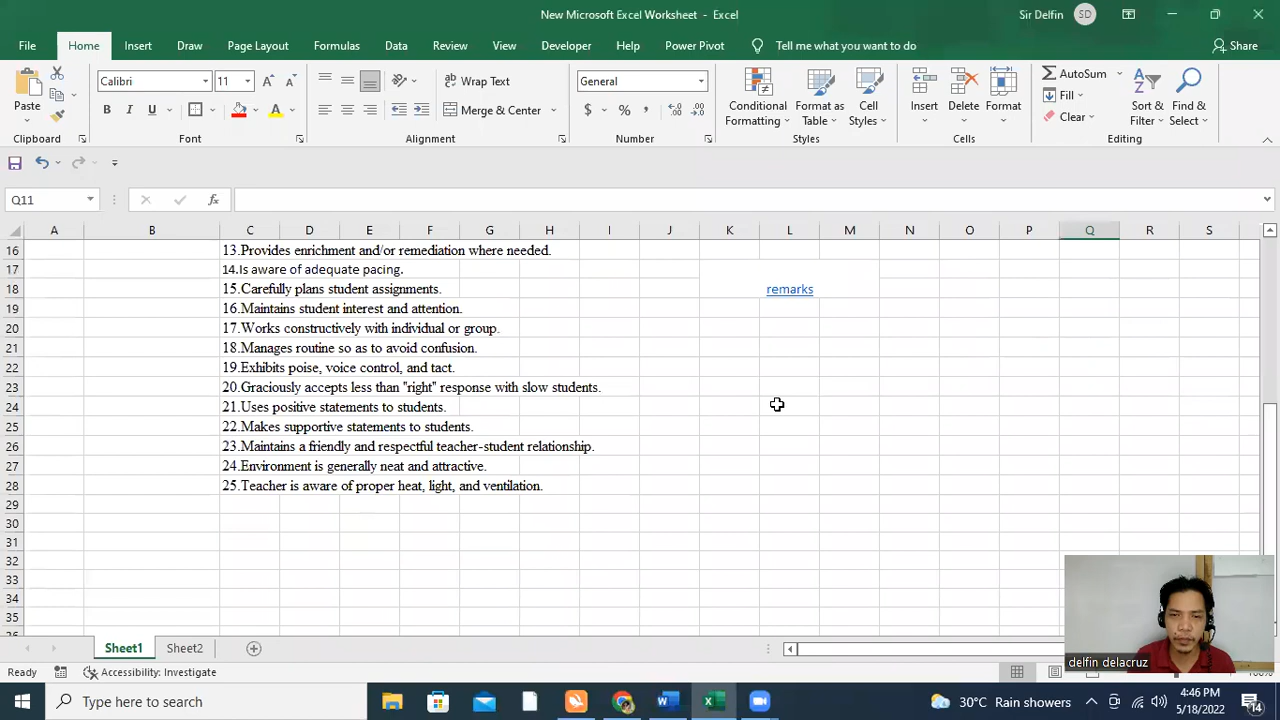 New Microsoft Excel Worksheet - Excel
Sir Delfin
SD
File Home Insert Draw Page Layout Formulas Data Review View Developer Help Power Pivot Tell me what you want to do Share
Paste
Calibri 11
B I U
A A
Wrap Text
Merge & Center
General
$ % ,
Conditional Formatting
Format as Table
Cell Styles
Insert
Delete
Format
AutoSum
Fill
Clear
Sort & Filter
Find & Select
Clipboard Font Alignment Number Styles Cells Editing
Q11
fx
A B C D E F G H I J K L M N O P Q R S
16 13.Provides enrichment and/or remediation where needed.
17 14.Is aware of adequate pacing.
18 15.Carefully plans student assignments. remarks
19 16.Maintains student interest and attention.
20 17.Works constructively with individual or group.
21 18.Manages routine so as to avoid confusion.
22 19.Exhibits poise, voice control, and tact.
23 20.Graciously accepts less than "right" response with slow students.
24 21.Uses positive statements to students.
25 22.Makes supportive statements to students.
26 23.Maintains a friendly and respectful teacher-student relationship.
27 24.Environment is generally neat and attractive.
28 25.Teacher is aware of proper heat, light, and ventilation.
29
30
31
32
33
34
35
Sheet1 Sheet2
Ready Accessibility: Investigate
delfin delacruz
Type here to search
30°C Rain showers
4:46 PM
5/18/2022
14